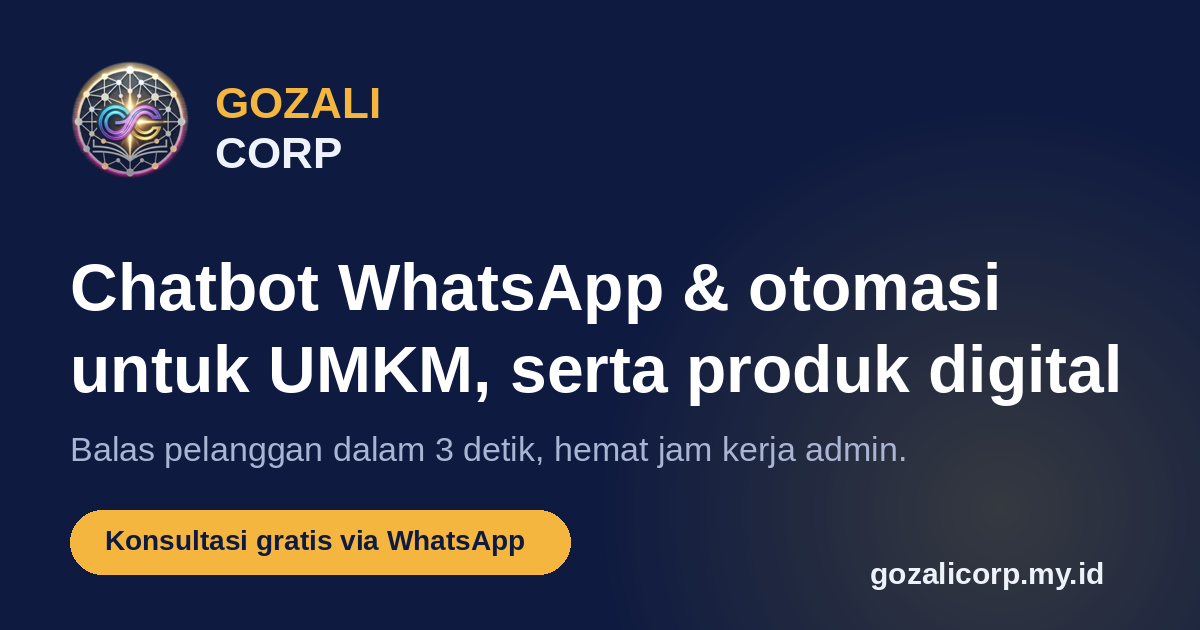 GOZALI
CORP
Chatbot WhatsApp & otomasi
untuk UMKM, serta produk digital
Balas pelanggan dalam 3 detik, hemat jam kerja admin.
Konsultasi gratis via WhatsApp
gozalicorp.my.id